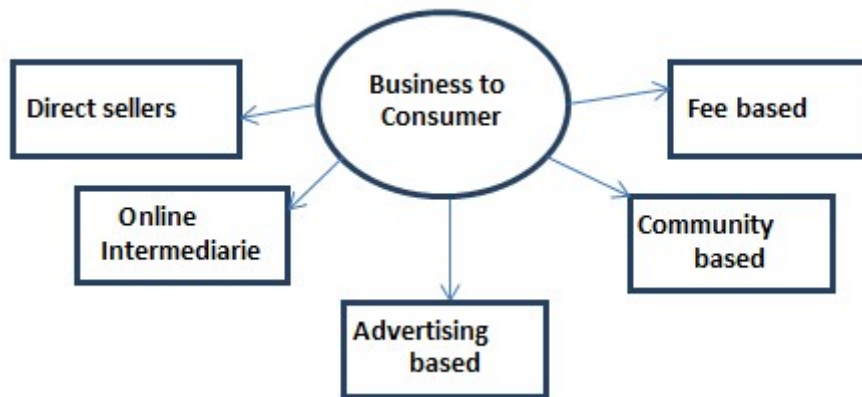 Business to
Consumer
Direct sellers
Fee based
Online
Intermediarie
Community
based
Advertising
based